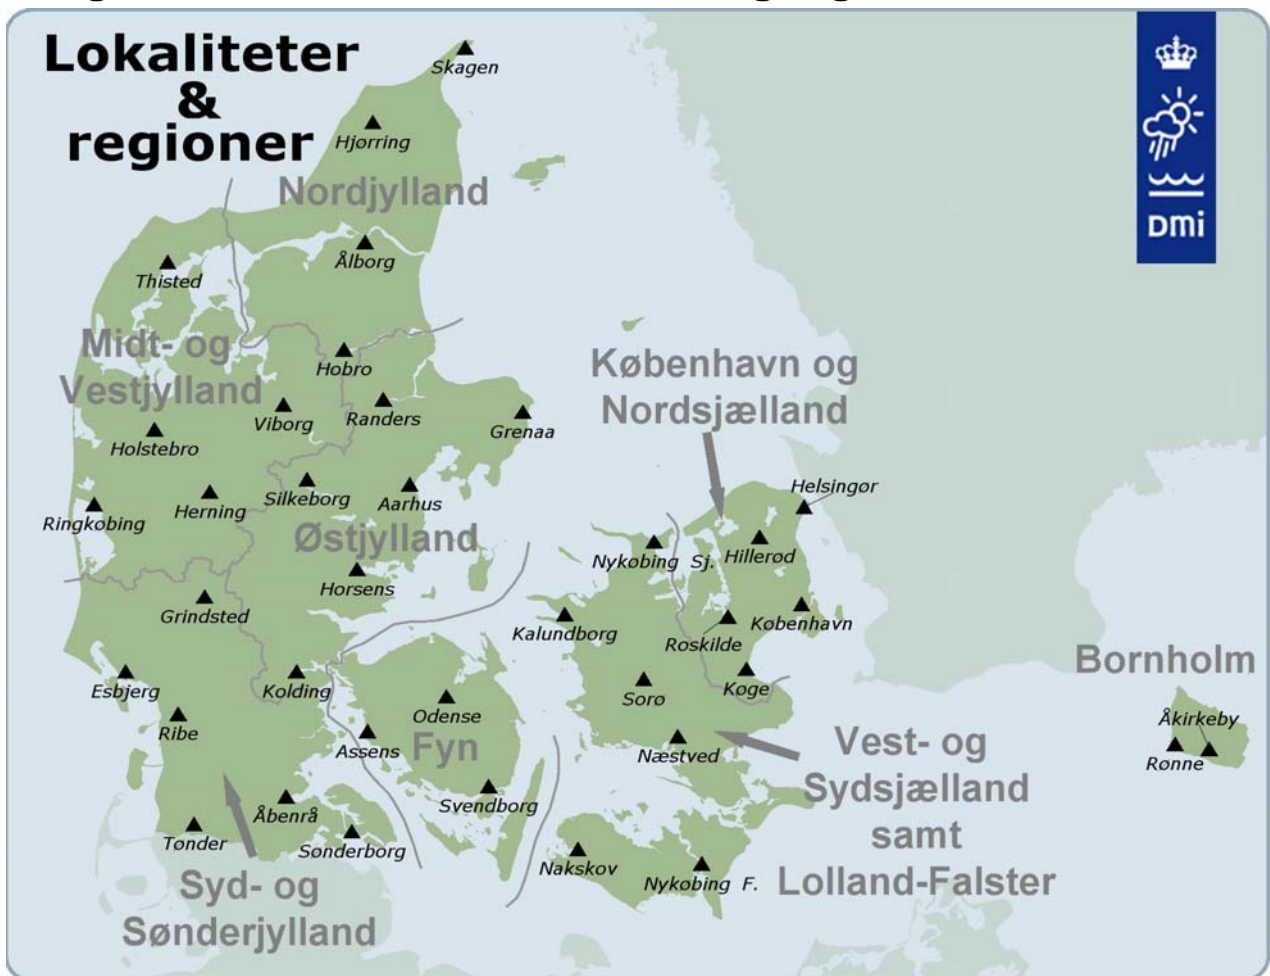 Lokaliteter
&
regioner
Skagen
Hjørring
Nordjylland
Ålborg
Thisted
Midt- og
Vestjylland
Hobro
Viborg
Randers
Grenaa
Holstebro
Silkeborg
Aarhus
Herning
Ringkøbing
Østjylland
Horsens
Grindsted
Esbjerg
Kolding
Ribe
Odense
Assens
Fyn
Svendborg
Åbenrå
Tønder
Sønderborg
Syd- og
Sønderjylland
København og
Nordsjælland
Helsingør
Nykøbing Sj.
Hillerød
København
Kalundborg
Roskilde
Sorø
Køge
Næstved
Vest- og
Sydsjælland
samt
Lolland-Falster
Nakskov
Nykøbing F.
Bornholm
Åkirkeby
Rønne
DMi